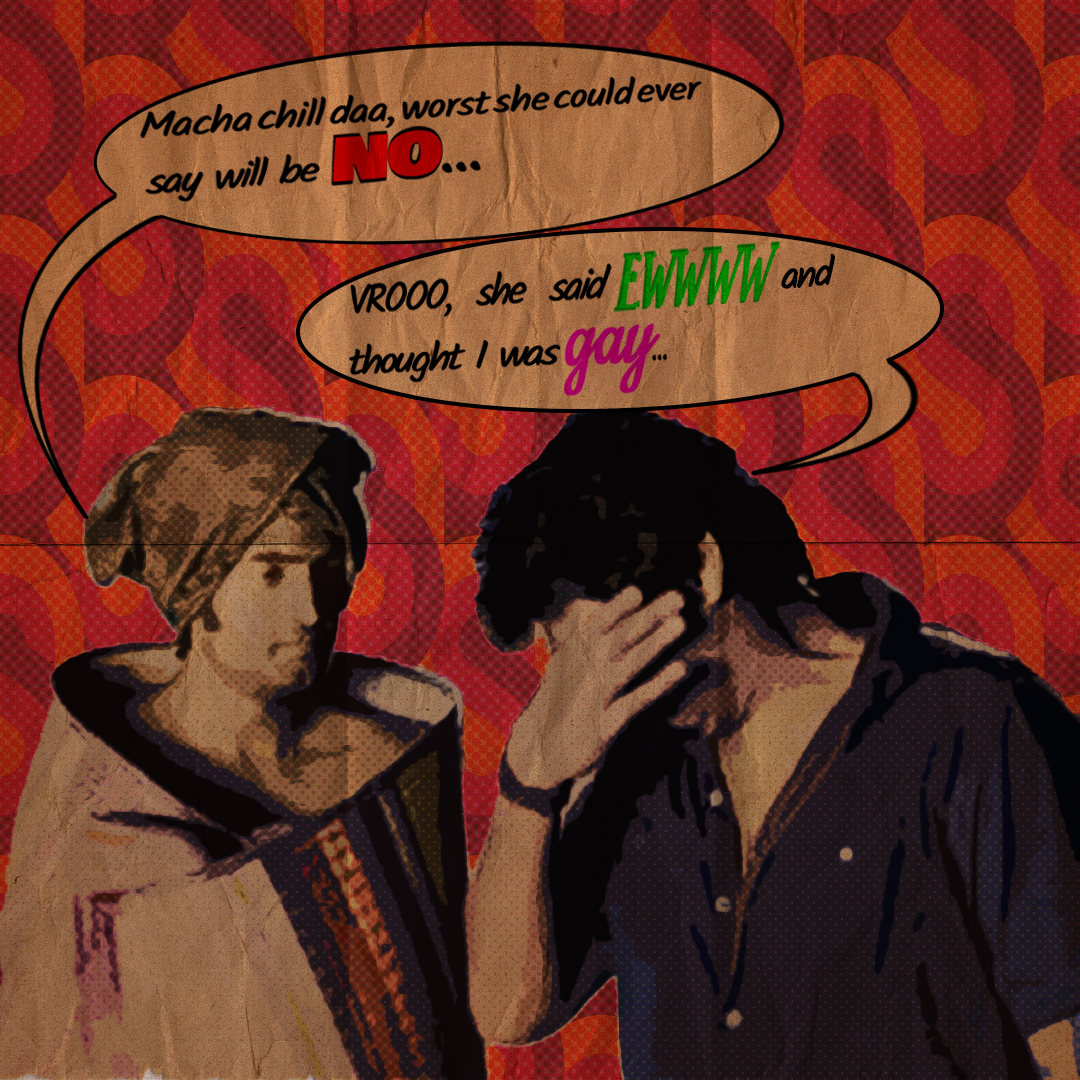 Macha chill daa, worst she could ever
say will be NO...
VROOO, she said EWWWW and
thought I was gay...